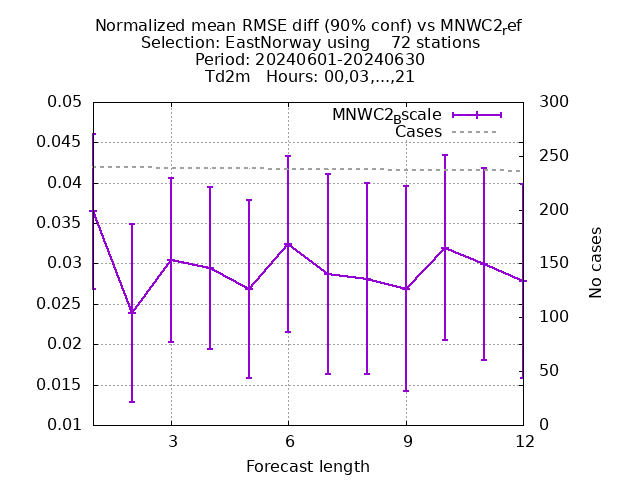 Normalized mean RMSE diff (90% conf) vs MNWC2ref
Selection: EastNorway using    72 stations
Period: 20240601-20240630
Td2m   Hours: 00,03,...,21
MNWC2Bscale
Cases
0.05
0.045
0.04
0.035
0.03
0.025
0.02
0.015
0.01
300
250
200
150
100
50
0
No cases
3 6 9 12
Forecast length